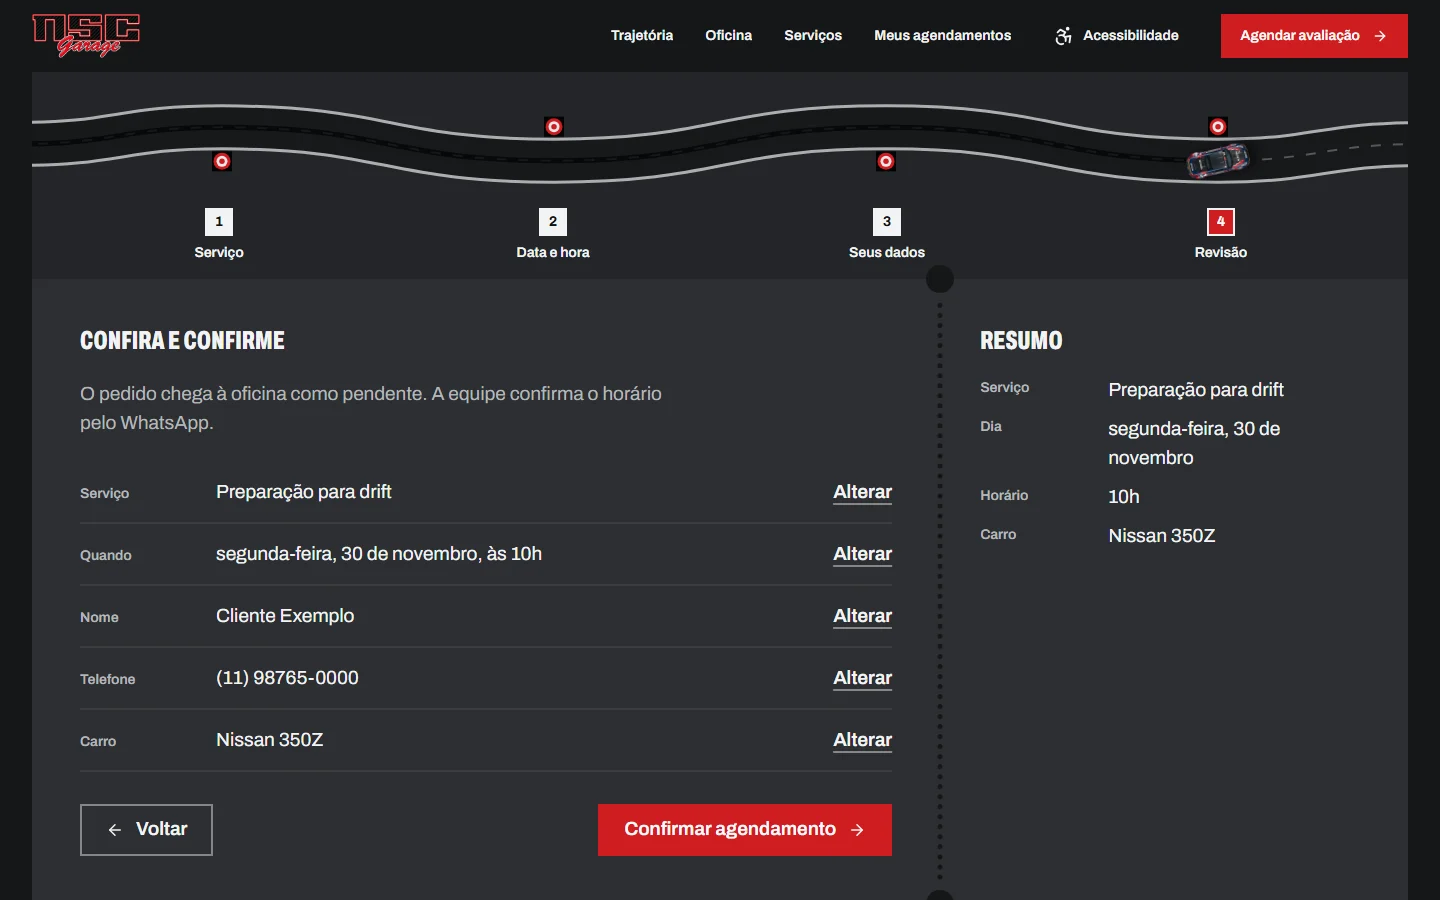 NSC
Garage
Trajetória
Oficina
Serviços
Meus agendamentos
Acessibilidade
Agendar avaliação
1
Serviço
2
Data e hora
3
Seus dados
4
Revisão
CONFIRA E CONFIRME
O pedido chega à oficina como pendente. A equipe confirma o horário
pelo WhatsApp.
Serviço
Preparação para drift
Alterar
Quando
segunda-feira, 30 de novembro, às 10h
Alterar
Nome
Cliente Exemplo
Alterar
Telefone
(11) 98765-0000
Alterar
Carro
Nissan 350Z
Alterar
Voltar
Confirmar agendamento
RESUMO
Serviço
Preparação para drift
Dia
segunda-feira, 30 de
novembro
Horário
10h
Carro
Nissan 350Z